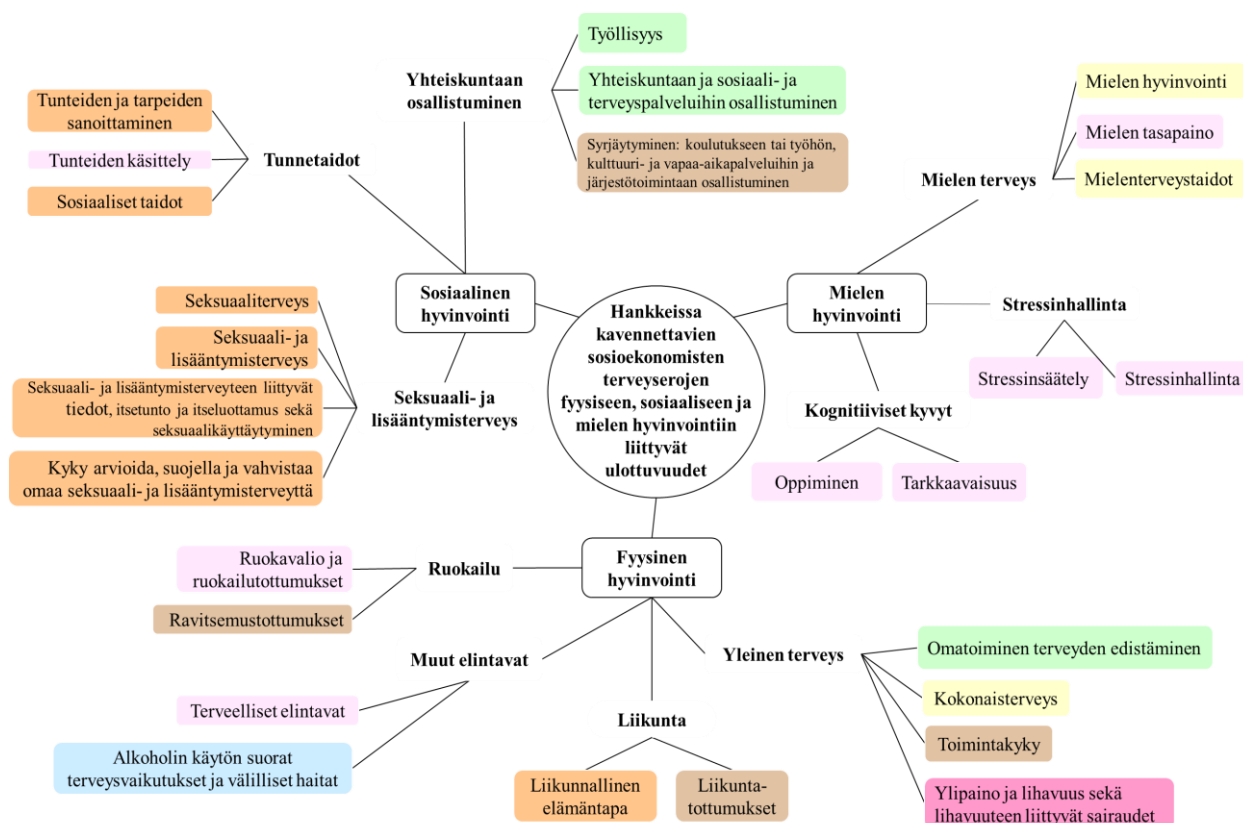 Työllisyys
Yhteiskuntaan
osallistuminen
Yhteiskuntaan ja sosiaali- ja
terveyspalveluihin osallistuminen
Syrjäytyminen: koulutukseen tai työhön,
kulttuuri- ja vapaa-aikapalveluihin ja
järjestötoimintaan osallistuminen
Tunteiden ja tarpeiden
sanoittaminen
Tunteiden käsittely
Sosiaaliset taidot
Tunnetaidot
Mielen hyvinvointi
Mielen tasapaino
Mielenterveystaidot
Mielen terveys
Sosiaalinen
hyvinvointi
Mielen
hyvinvointi
Stressinhallinta
Stressinsäätely
Stressinhallinta
Kognitiiviset kyvyt
Oppiminen
Tarkkaavaisuus
Hankkeissa
kavennettavien
sosioekonomisten
terveyserojen
fyysiseen, sosiaaliseen ja
mielen hyvinvointiin
liittyvät
ulottuvuudet
Seksuaaliterveys
Seksuaali- ja
lisääntymisterveys
Seksuaali- ja lisääntymisterveyteen liittyvät
tiedot, itsetunto ja itseluottamus sekä
seksuaalikäyttäytyminen
Kyky arvioida, suojella ja vahvistaa
omaa seksuaali- ja lisääntymisterveyttä
Seksuaali- ja
lisääntymisterveys
Fyysinen
hyvinvointi
Ruokailu
Ruokavalio ja
ruokailutottumukset
Ravitsemustottumukset
Muut elintavat
Terveelliset elintavat
Alkoholin käytön suorat
terveysvaikutukset ja välilliset haitat
Liikunta
Liikunnallinen
elämäntapa
Liikunta-
tottumukset
Yleinen terveys
Omatoiminen terveyden edistäminen
Kokonaisterveys
Toimintakyky
Ylipaino ja lihavuus sekä
lihavuuteen liittyvät sairaudet